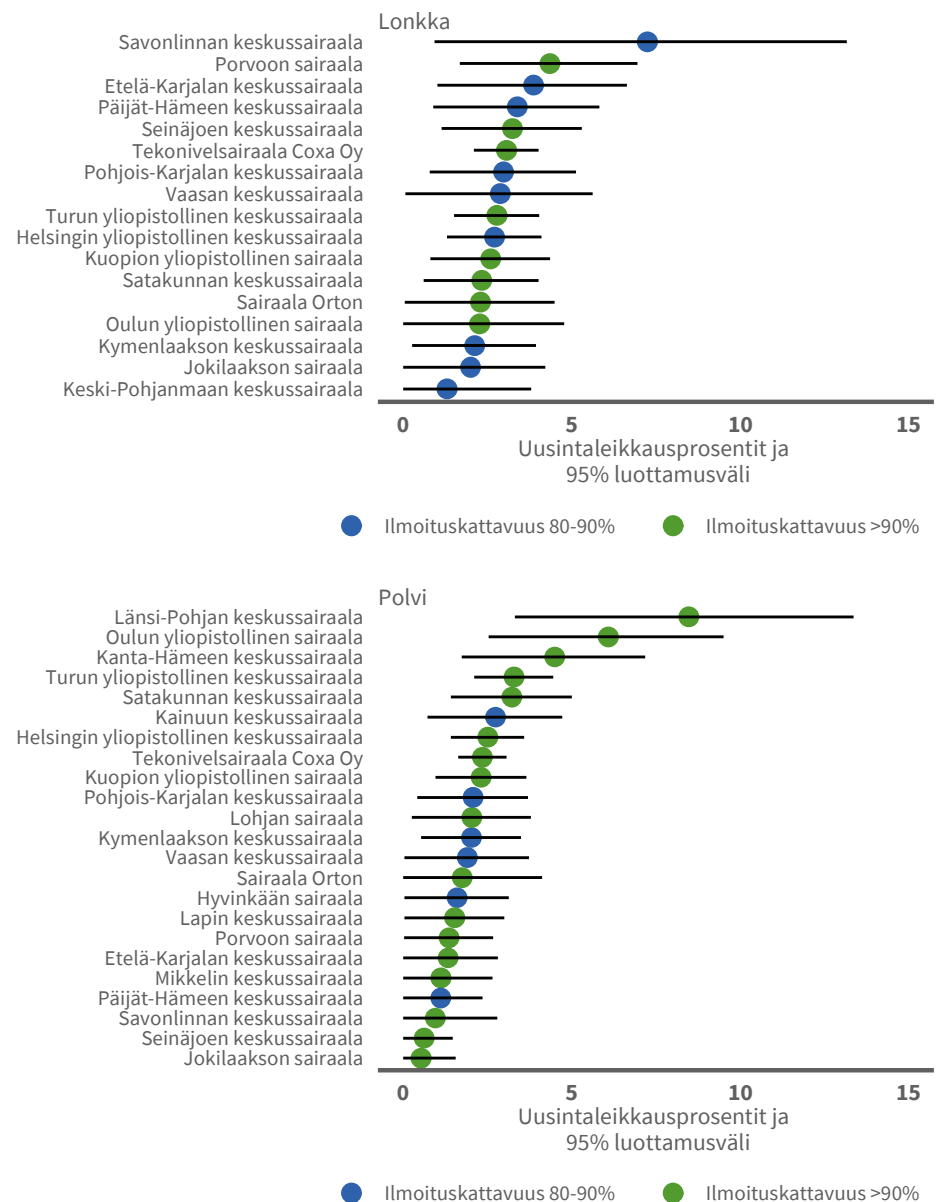 Lonkka
Savonlinnan keskussairaala
Porvoon sairaala
Etelä-Karjalan keskussairaala
Päijät-Hämeen keskussairaala
Seinäjoen keskussairaala
Tekonivelsairaala Coxa Oy
Pohjois-Karjalan keskussairaala
Vaasan keskussairaala
Turun yliopistollinen keskussairaala
Helsingin yliopistollinen keskussairaala
Kuopion yliopistollinen sairaala
Satakunnan keskussairaala
Sairaala Orton
Oulun yliopistollinen sairaala
Kymenlaakson keskussairaala
Jokilaakson sairaala
Keski-Pohjanmaan keskussairaala
0 5 10 15
Uusintaleikkausprosentit ja
95% luottamusväli
Ilmoituskattavuus 80-90% Ilmoituskattavuus >90%
Polvi
Länsi-Pohjan keskussairaala
Oulun yliopistollinen sairaala
Kanta-Hämeen keskussairaala
Turun yliopistollinen keskussairaala
Satakunnan keskussairaala
Kainuun keskussairaala
Helsingin yliopistollinen keskussairaala
Tekonivelsairaala Coxa Oy
Kuopion yliopistollinen sairaala
Pohjois-Karjalan keskussairaala
Lohjan sairaala
Kymenlaakson keskussairaala
Vaasan keskussairaala
Sairaala Orton
Hyvinkään sairaala
Lapin keskussairaala
Porvoon sairaala
Etelä-Karjalan keskussairaala
Mikkelin keskussairaala
Päijät-Hämeen keskussairaala
Savonlinnan keskussairaala
Seinäjoen keskussairaala
Jokilaakson sairaala
0 5 10 15
Uusintaleikkausprosentit ja
95% luottamusväli
Ilmoituskattavuus 80-90% Ilmoituskattavuus >90%